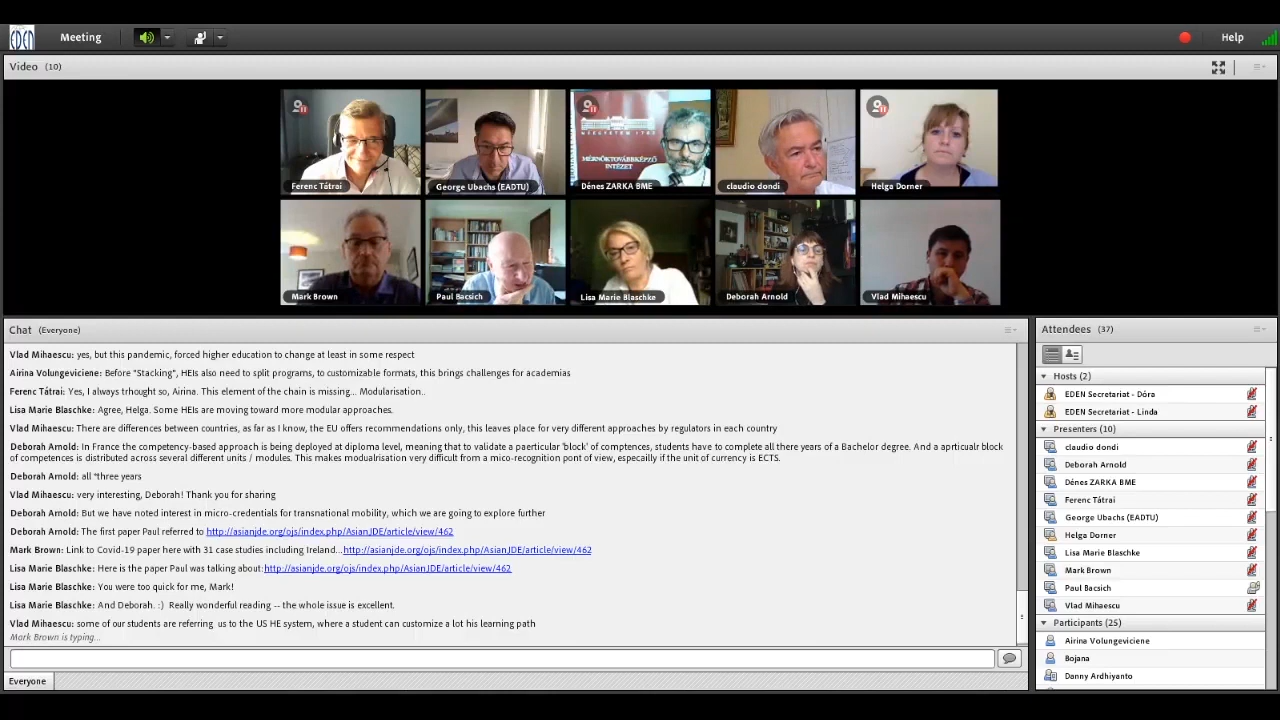 EDEN
Meeting
Help
Video (10)
MŰEGYETEM 1782
MÉRNÖKTOVÁBBKÉPZŐ
INTÉZET
Ferenc Tátrai
George Ubachs (EADTU)
Dénes ZARKA BME
claudio dondi
Helga Dorner
Mark Brown
Paul Bacsich
Lisa Marie Blaschke
Deborah Arnold
Vlad Mihaescu
Chat (Everyone)
Vlad Mihaescu: yes, but this pandemic, forced higher education to change at least in some respect
Airina Volungeviciene: Before "Stacking", HEIs also need to split programs, to customizable formats, this brings challenges for academias
Ferenc Tátrai: Yes, I always trhought so, Airina. This element of the chain is missing... Modularisation..
Lisa Marie Blaschke: Agree, Helga. Some HEIs are moving toward more modular approaches.
Vlad Mihaescu: There are differences between countries, as far as I know, the EU offers recommendations only, this leaves place for very different approaches by regulators in each country
Deborah Arnold: In France the competency-based approach is being deployed at diploma level, meaning that to validate a paerticular 'block' of comptences, students have to complete all there years of a Bachelor degree. And a aprticualr block
of competences is distributed across several different units / modules. This makes modualrisation very difficult from a mico-recognition pont of view, especailly if the unit of currency is ECTS.
Deborah Arnold: all *three years
Vlad Mihaescu: very interesting, Deborah! Thank you for sharing
Deborah Arnold: But we have noted interest in micro-credentials for transnational mobility, which we are going to explore further
Deborah Arnold: The first paper Paul referred to http://asianjde.org/ojs/index.php/AsianJDE/article/view/462
Mark Brown: Link to Covid-19 paper here with 31 case studies including Ireland...http://asianjde.org/ojs/index.php/AsianJDE/article/view/462
Lisa Marie Blaschke: Here is the paper Paul was talking about:http://asianjde.org/ojs/index.php/AsianJDE/article/view/462
Lisa Marie Blaschke: You were too quick for me, Mark!
Lisa Marie Blaschke: And Deborah. :) Really wonderful reading -- the whole issue is excellent.
Vlad Mihaescu: some of our students are referring us to the US HE system, where a student can customize a lot his learning path
Mark Brown is typing...
Everyone
Attendees (37)
Hosts (2)
EDEN Secretariat - Dóra
EDEN Secretariat - Linda
Presenters (10)
claudio dondi
Deborah Arnold
Dénes ZARKA BME
Ferenc Tátrai
George Ubachs (EADTU)
Helga Dorner
Lisa Marie Blaschke
Mark Brown
Paul Bacsich
Vlad Mihaescu
Participants (25)
Airina Volungeviciene
Bojana
Danny Ardhiyanto